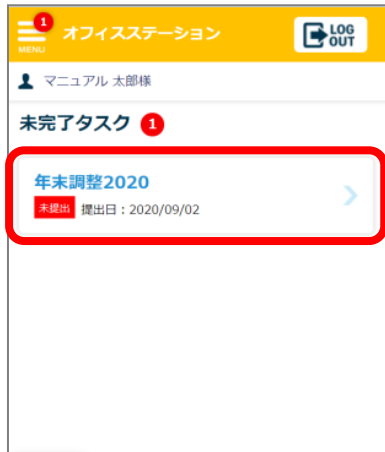 1
MENU
オフィスステーション
LOG
OUT
マニュアル 太郎様
未完了タスク 1
年末調整2020
未提出 提出日:2020/09/02